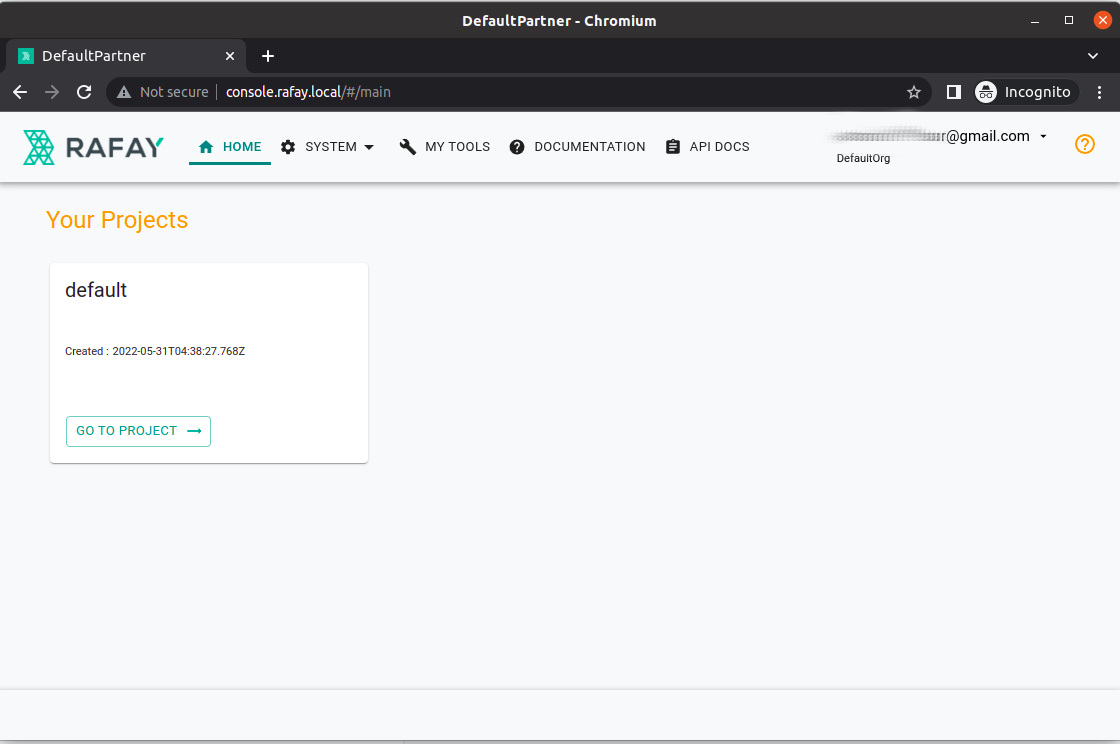 DefaultPartner - Chromium
DefaultPartner
Not secure console.rafay.local/#/main Incognito
RAFAY HOME SYSTEM MY TOOLS DOCUMENTATION API DOCS @gmail.com
DefaultOrg
Your Projects
default
Created : 2022-05-31T04:38:27.768Z
GO TO PROJECT